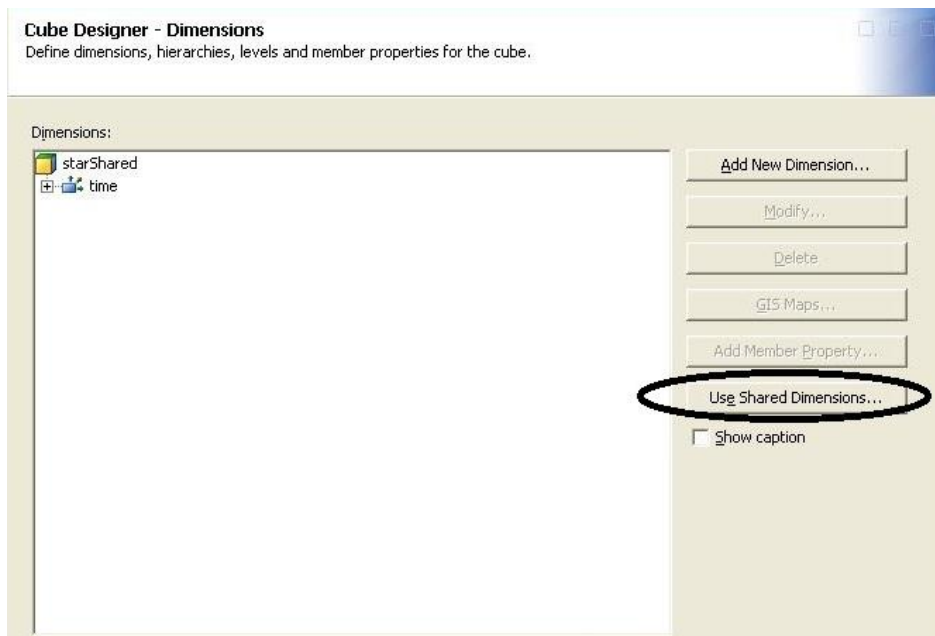 Cube Designer - Dimensions
Define dimensions, hierarchies, levels and member properties for the cube.
Dimensions:
starShared
time
Add New Dimension...
Modify...
Delete
GIS Maps...
Add Member Property...
Use Shared Dimensions...
Show caption